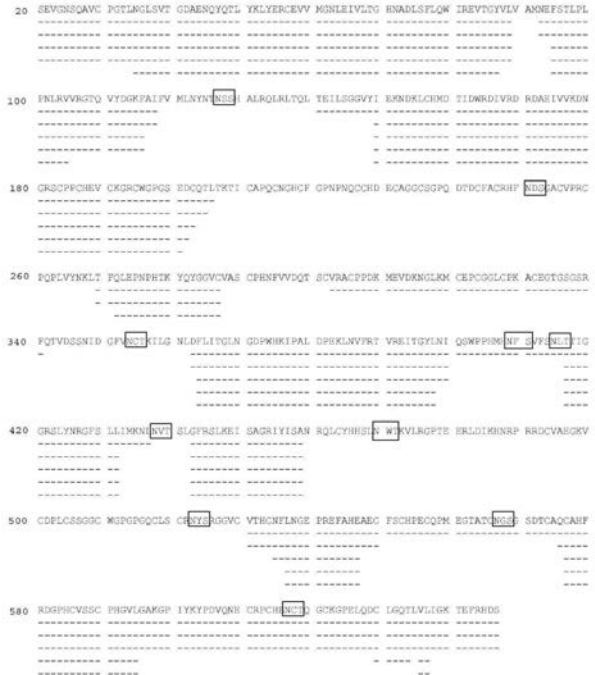 20 SEVGNSQAVC PGTLNGLSVT GDAENQYQTL YKLYERCEVV MGNLEIVLTG HNADLSFLQW IREVTGYVLV AMNEFSTLPL
100 PNLRVVRGTQ VYDGKFAIFV MLNYNTNSSH ALRQLRLTQL TEILSGGVYI EKNDKLCHMD TIDWRDIVRD RDAEIVVKDN
180 GRSCPPCHEV CKGRCWGPGS EDCQTLTKTI CAPQCNGHCF GPNPNQCCHD ECAGGCSGPQ DTDCFACRHF NDSGACVPRC
260 PQPLVYNKLT FQLEPNPHTK YQYGGVCVAS CPHNFVVDQT SCVRACPPDK MEVDKNGLKM CEPCGGLCPK ACEGTGSGSR
340 FQTVDSSNID GFVNCTKILG NLDFLITGLN GDPWHKIPAL DPEKLNVFRT VREITGYLNI QSWPPHMHNF SVFSNLTTIG
420 GRSLYNRGFS LLIMKNLNVT SLGFRSLKEI SAGRIYISAN RQLCYHHSLN WTKVLRGPTE ERLDIKHNRP RRDCVAEGKV
500 CDPLCSSGGC WGPGPGQCLS CRNYSRGGVC VTHCNFLNGE PREFAHEAEC FSCHPECQPM EGTATCNGSG SDTCAQCAHF
580 RDGPHCVSSC PHGVLGAKGP IYKYPDVQNE CRPCHENCTQ GCKGPELQDC LGQTLVLIGK TEFRHDS